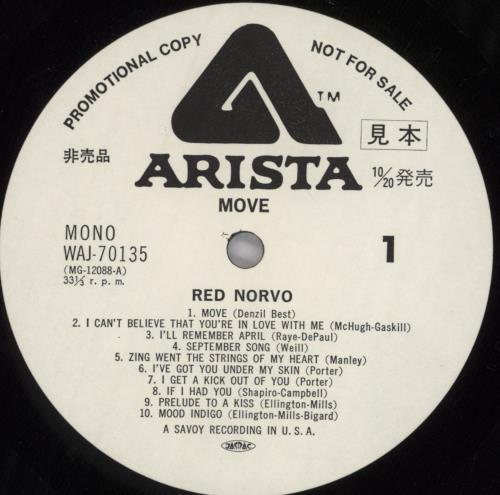 PROMOTIONAL COPY
NOT FOR SALE
TM
見本
非売品
ARISTA
10/20発売
MOVE
MONO
WAJ-70135
(MG-12088-A)
33⅓ r. p. m.
1
RED NORVO
1. MOVE (Denzil Best)
2. I CAN'T BELIEVE THAT YOU'RE IN LOVE WITH ME (McHugh-Gaskill)
3. I'LL REMEMBER APRIL (Raye-DePaul)
4. SEPTEMBER SONG (Weill)
5. ZING WENT THE STRINGS OF MY HEART (Manley)
6. I'VE GOT YOU UNDER MY SKIN (Porter)
7. I GET A KICK OUT OF YOU (Porter)
8. IF I HAD YOU (Shapiro-Campbell)
9. PRELUDE TO A KISS (Ellington-Mills)
10. MOOD INDIGO (Ellington-Mills-Bigard)
A SAVOY RECORDING IN U. S. A.
JASRAC